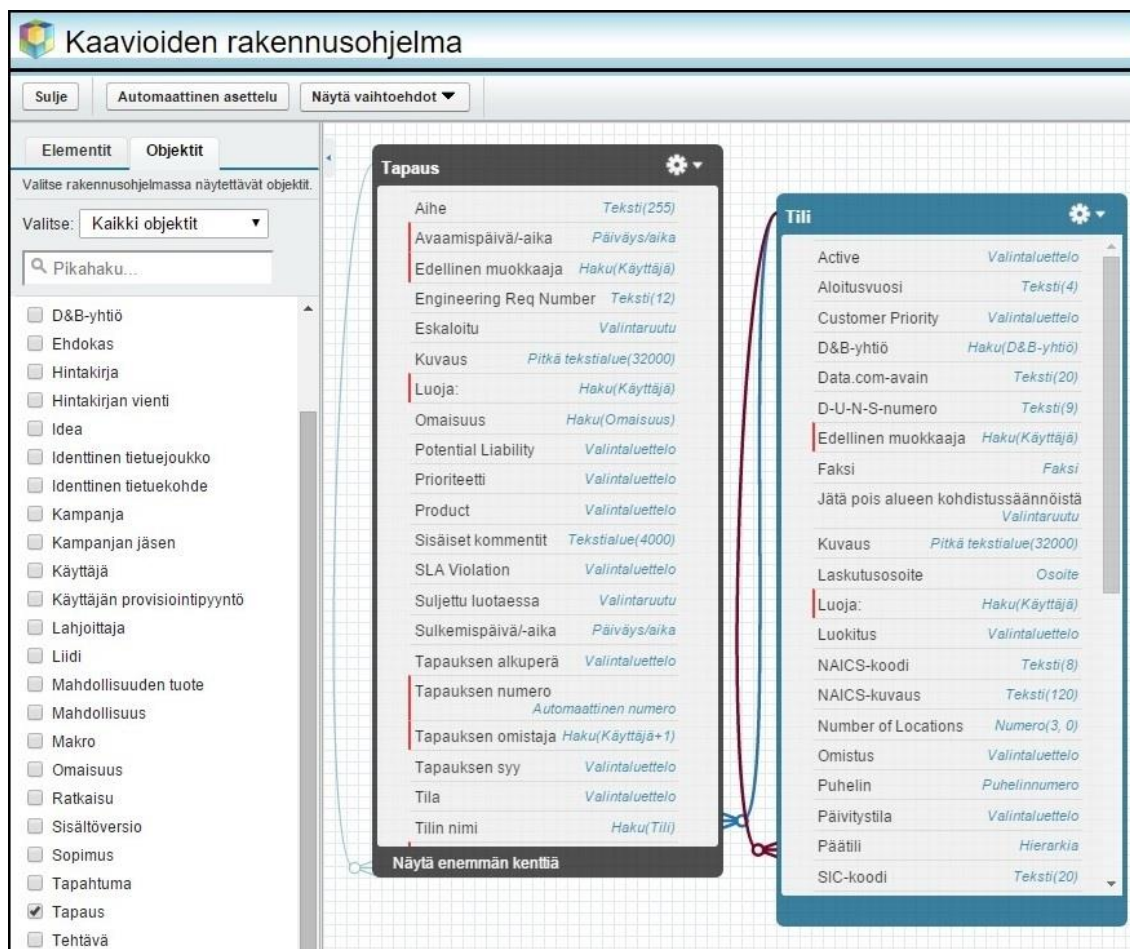 Kaavioiden rakennusohjelma
Sulje
Automaattinen asettelu
Näytä vaihtoehdot
Elementit
Objektit
Valitse rakennusohjelmassa näytettävät objektit.
Valitse: Kaikki objektit
Pikahaku...
D&B-yhtiö
Ehdokas
Hintakirja
Hintakirjan vienti
Idea
Identtinen tietuejoukko
Identtinen tietuekohde
Kampanja
Kampanjan jäsen
Käyttäjä
Käyttäjän provisiointipyyntö
Lahjoittaja
Liidi
Mahdollisuuden tuote
Mahdollisuus
Makro
Omaisuus
Ratkaisu
Sisältöversio
Sopimus
Tapahtuma
Tapaus
Tehtävä
Tapaus
Aihe Teksti(255)
Avaamispäivä/-aika Päiväys/aika
Edellinen muokkaaja Haku(Käyttäjä)
Engineering Req Number Teksti(12)
Eskaloitu Valintaruutu
Kuvaus Pitkä tekstialue(32000)
Luoja: Haku(Käyttäjä)
Omaisuus Haku(Omaisuus)
Potential Liability Valintaluettelo
Prioriteetti Valintaluettelo
Product Valintaluettelo
Sisäiset kommentit Tekstialue(4000)
SLA Violation Valintaluettelo
Suljettu luotaessa Valintaruutu
Sulkemispäivä/-aika Päiväys/aika
Tapauksen alkuperä Valintaluettelo
Tapauksen numero
Automaattinen numero
Tapauksen omistaja Haku(Käyttäjä+1)
Tapauksen syy Valintaluettelo
Tila Valintaluettelo
Tilin nimi Haku(Tili)
Näytä enemmän kenttiä
Tili
Active Valintaluettelo
Aloitusvuosi Teksti(4)
Customer Priority Valintaluettelo
D&B-yhtiö Haku(D&B-yhtiö)
Data.com-avain Teksti(20)
D-U-N-S-numero Teksti(9)
Edellinen muokkaaja Haku(Käyttäjä)
Faksi Faksi
Jätä pois alueen kohdistussäännöistä
Valintaruutu
Kuvaus Pitkä tekstialue(32000)
Laskutusosoite Osoite
Luoja: Haku(Käyttäjä)
Luokitus Valintaluettelo
NAICS-koodi Teksti(8)
NAICS-kuvaus Teksti(120)
Number of Locations Numero(3, 0)
Omistus Valintaluettelo
Puhelin Puhelinnumero
Päivitystila Valintaluettelo
Päätili Hierarkia
SIC-koodi Teksti(20)